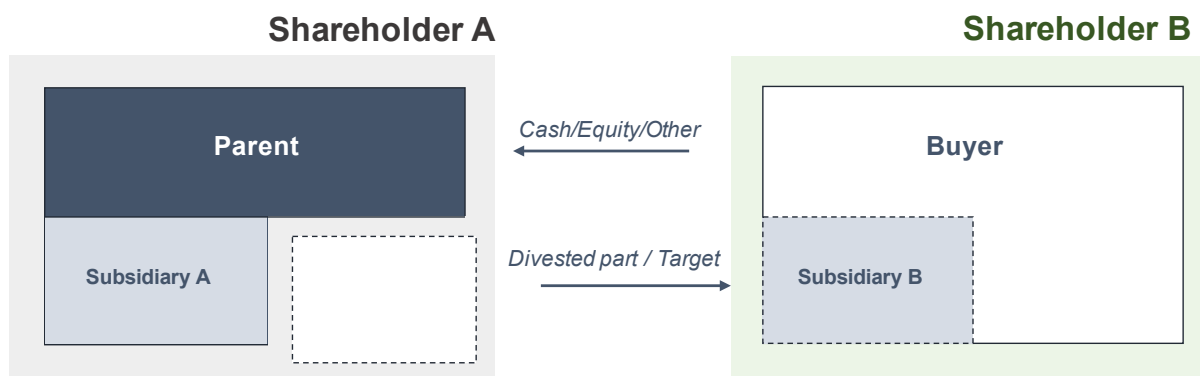 Shareholder A
Shareholder B
Parent
Cash/Equity/Other
Buyer
Subsidiary A
Divested part / Target
Subsidiary B